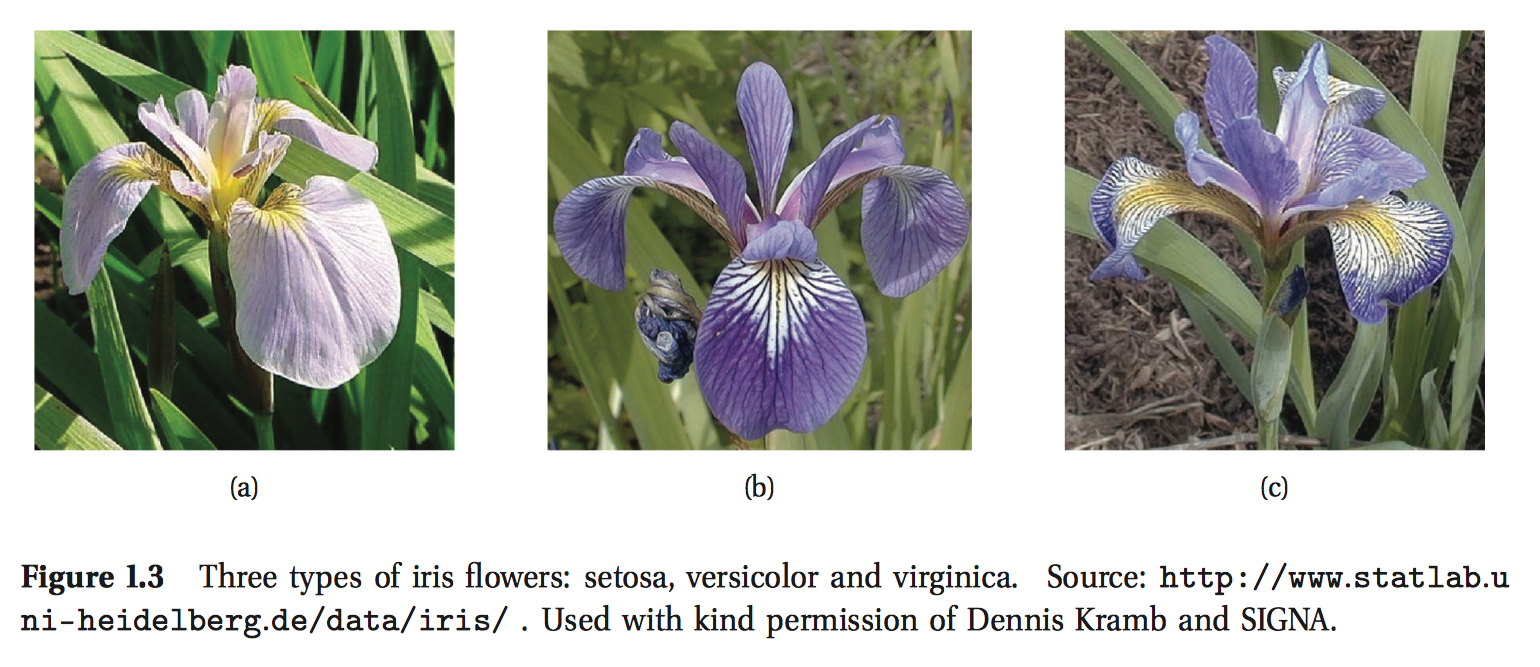 (a)
(b)
(c)
Figure 1.3 Three types of iris flowers: setosa, versicolor and virginica. Source: http://www.statlab.u
ni-heidelberg.de/data/iris/ . Used with kind permission of Dennis Kramb and SIGNA.